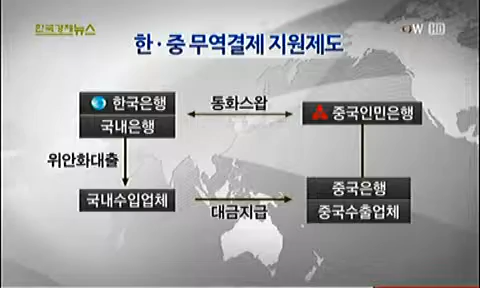 한국경제뉴스
OW HD
한·중 무역결제 지원제도
한국은행
국내은행
통화스왑
중국인민은행
위안화대출
국내수입업체
대금지급
중국은행
중국수출업체